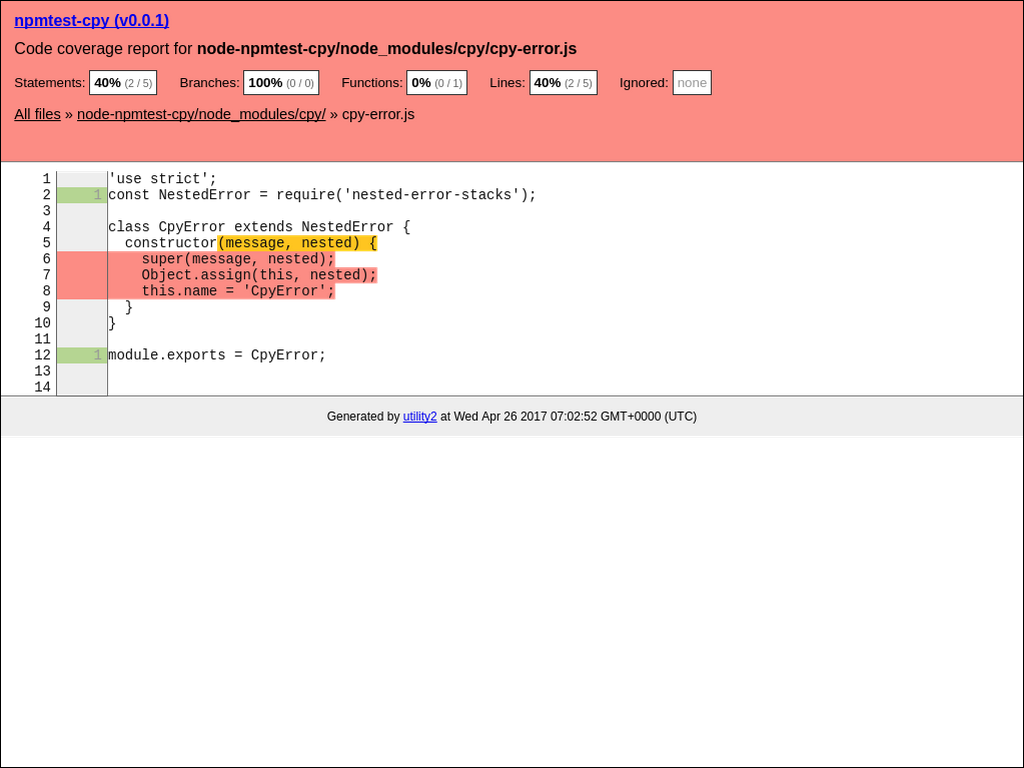 npmtest-cpy (v0.0.1)
Code coverage report for node-npmtest-cpy/node_modules/cpy/cpy-error.js
Statements: 40% (2 / 5) Branches: 100% (0 / 0) Functions: 0% (0 / 1) Lines: 40% (2 / 5) Ignored: none
All files » node-npmtest-cpy/node_modules/cpy/ » cpy-error.js
1 'use strict';
2 1 const NestedError = require('nested-error-stacks');
3
4 class CpyError extends NestedError {
5   constructor(message, nested) {
6     super(message, nested);
7     Object.assign(this, nested);
8     this.name = 'CpyError';
9   }
10 }
11
12 1 module.exports = CpyError;
13
14
Generated by utility2 at Wed Apr 26 2017 07:02:52 GMT+0000 (UTC)